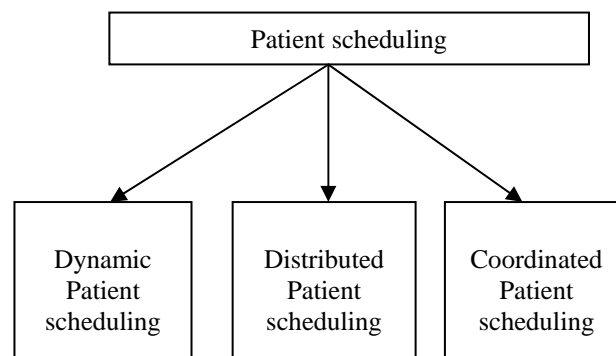 Patient scheduling
Dynamic
Patient
scheduling
Distributed
Patient
scheduling
Coordinated
Patient
scheduling